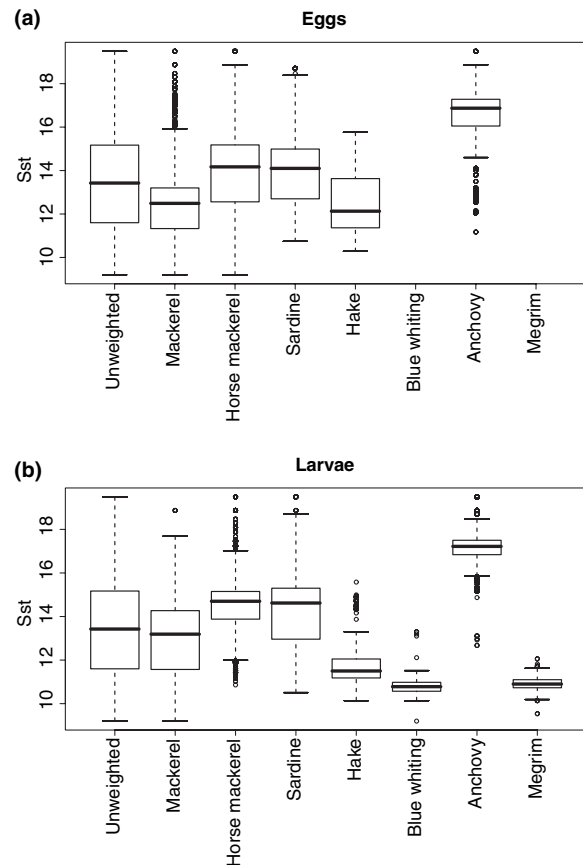 (a)
Eggs
Sst
18
16
14
12
10
Unweighted
Mackerel
Horse mackerel
Sardine
Hake
Blue whiting
Anchovy
Megrim
(b)
Larvae
Sst
18
16
14
12
10
Unweighted
Mackerel
Horse mackerel
Sardine
Hake
Blue whiting
Anchovy
Megrim